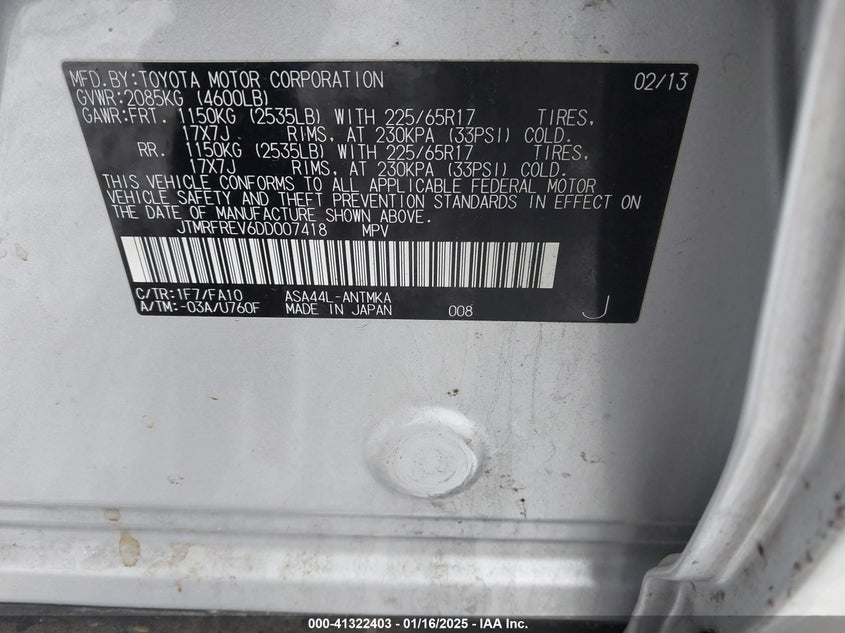 MFD.BY:TOYOTA MOTOR CORPORATION 02/13
GVWR:2085KG (4600LB)
GAWR:FRT. 1150KG (2535LB) WITH 225/65R17 TIRES,
17X7J RIMS, AT 230KPA (33PSI) COLD.
RR. 1150KG (2535LB) WITH 225/65R17 TIRES,
17X7J RIMS, AT 230KPA (33PSI) COLD.
THIS VEHICLE CONFORMS TO ALL APPLICABLE FEDERAL MOTOR
VEHICLE SAFETY AND THEFT PREVENTION STANDARDS IN EFFECT ON
THE DATE OF MANUFACTURE SHOWN ABOVE.
JTMRFREV6DD007418 MPV
C/TR:1F7/FA10 ASA44L-ANTMKA
A/TM:-03A/U760F MADE IN JAPAN 008 J
000-41322403 - 01/16/2025 - IAA Inc.